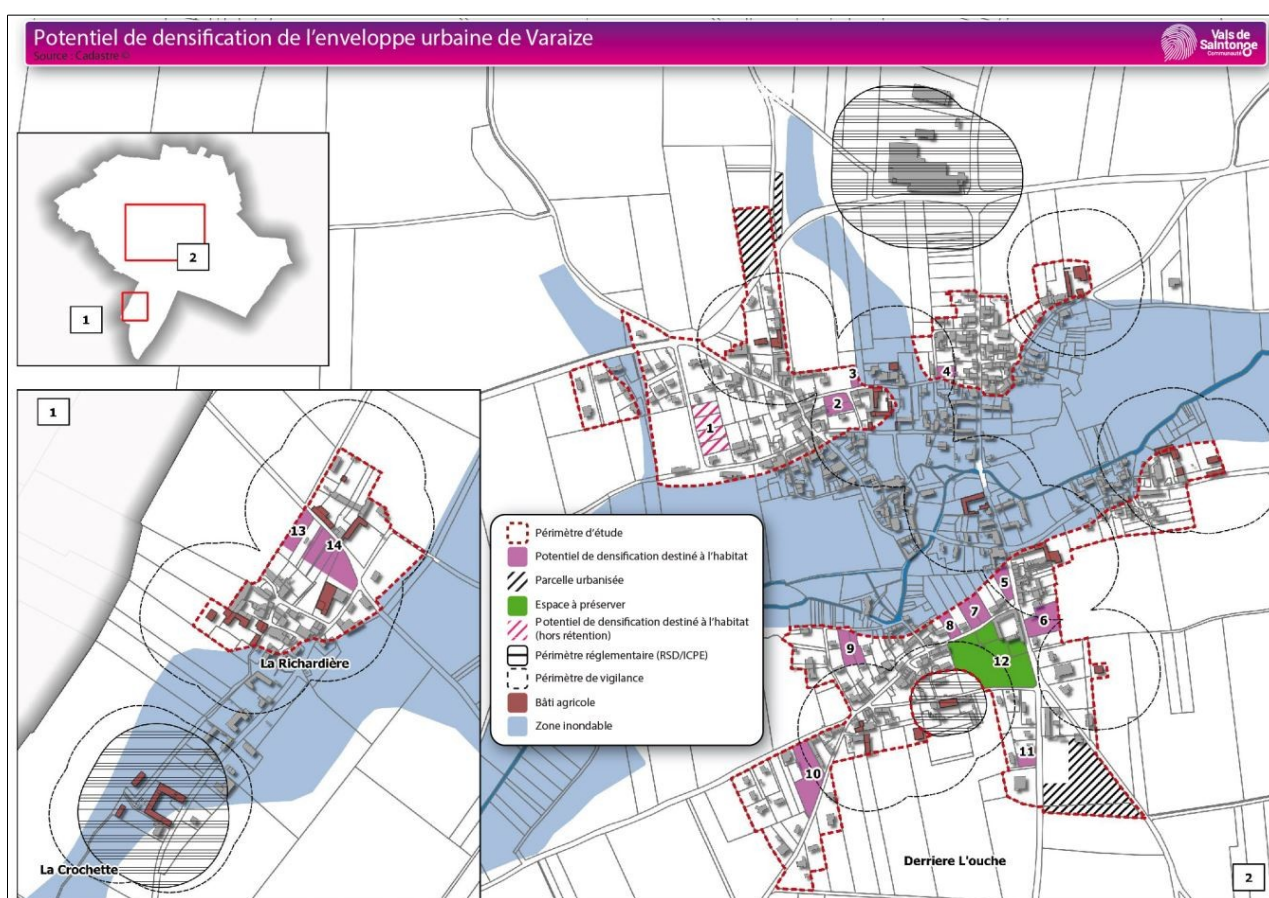 Potentiel de densification de l'enveloppe urbaine de Varaize
Source : Cadastre ©
Vals de
Saintonge
Communauté
2
1
1
13
14
La Richardière
La Crochette
3
4
2
1
5
7
6
8
9
12
10
11
Derriere L'ouche
2
Périmètre d'étude
Potentiel de densification destiné à l'habitat
Parcelle urbanisée
Espace à préserver
Potentiel de densification destiné à l'habitat
(hors rétention)
Périmètre réglementaire (RSD/ICPE)
Périmètre de vigilance
Bâti agricole
Zone inondable